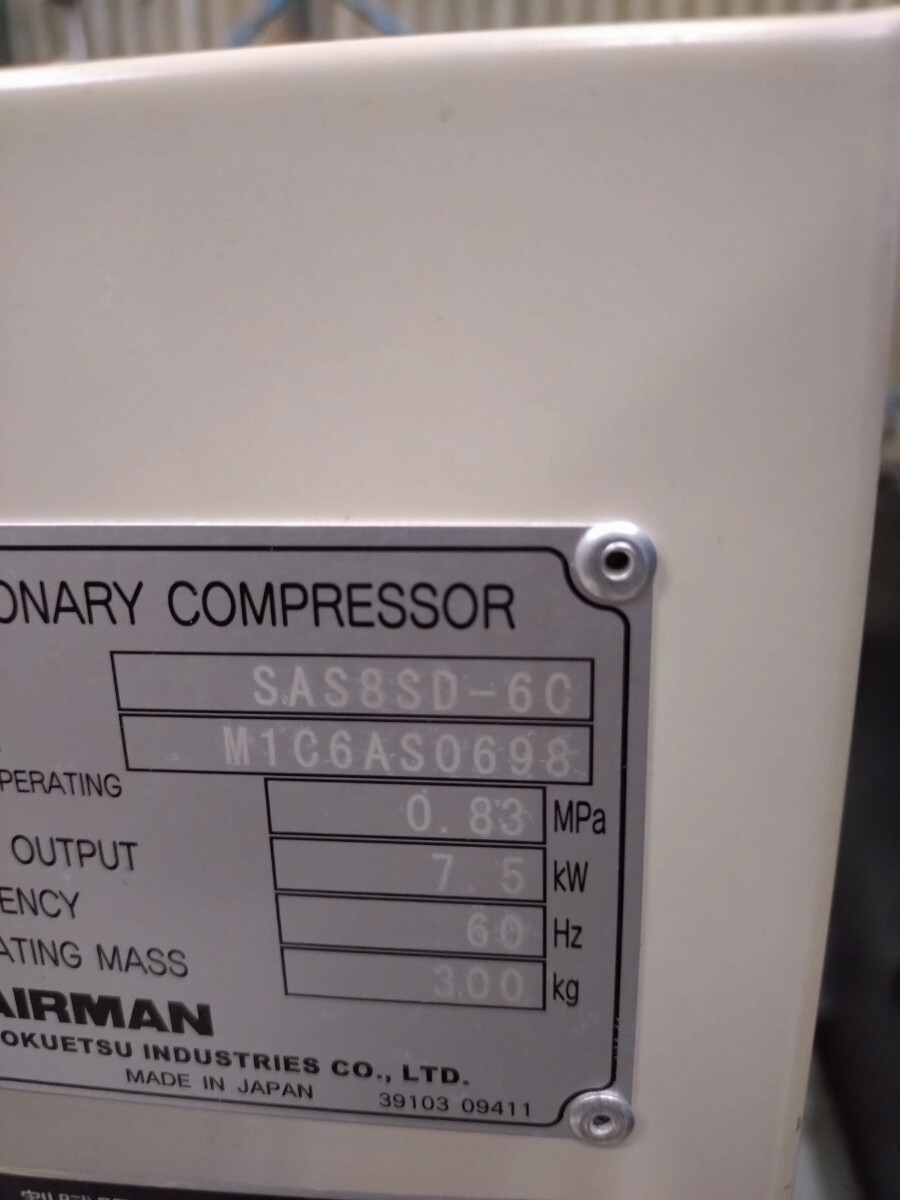 ONARY COMPRESSOR
SAS8SD-6C
M1C6AS0698
PERATING 0.83 MPa
OUTPUT 7.5 kW
ENCY 60 Hz
ATING MASS 300 kg
AIRMAN
OKUETSU INDUSTRIES CO., LTD.
MADE IN JAPAN 39103 09411